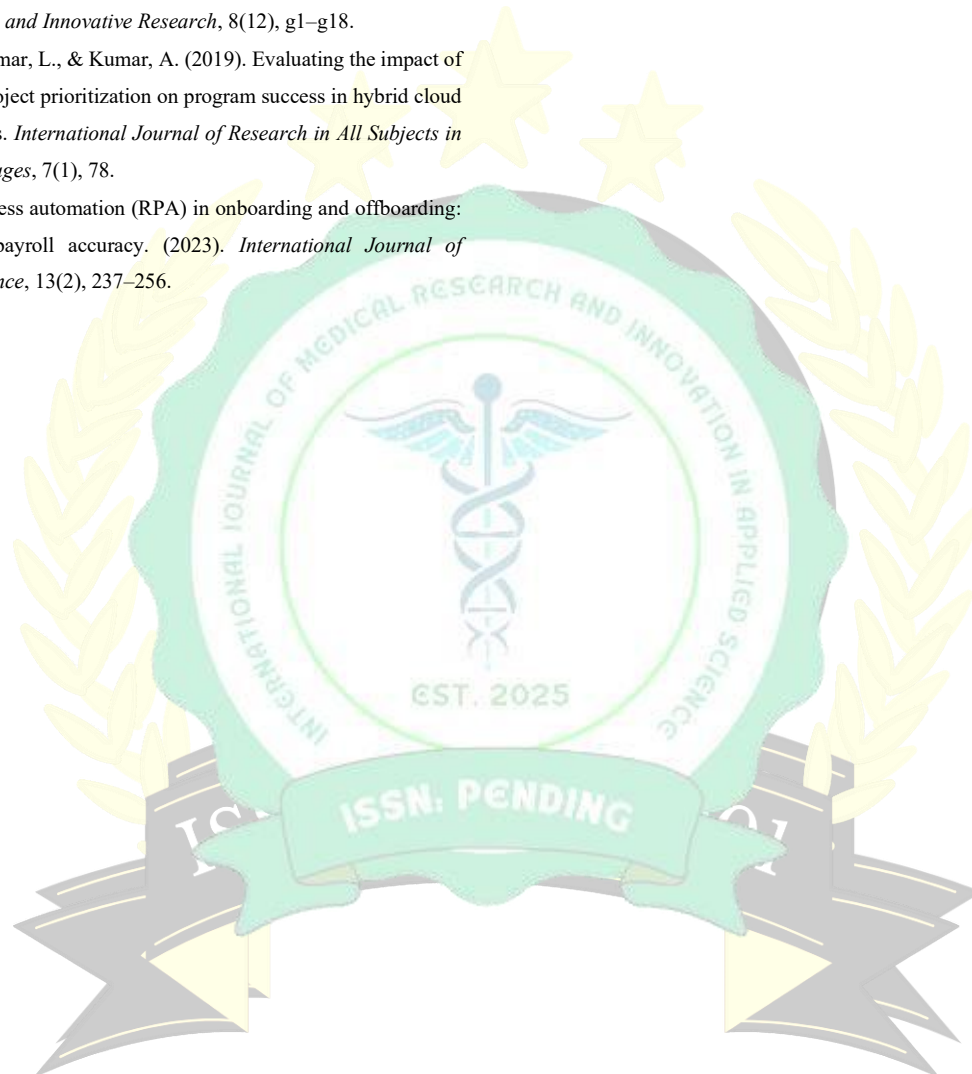 and Innovative Research, 8(12), g1–g18.
mar, L., & Kumar, A. (2019). Evaluating the impact of
oject prioritization on program success in hybrid cloud
s. International Journal of Research in All Subjects in
ages, 7(1), 78.
ess automation (RPA) in onboarding and offboarding:
payroll accuracy. (2023). International Journal of
nce, 13(2), 237–256.
INTERNATIONAL JOURNAL OF MEDICAL RESEARCH AND INNOVATION IN APPLIED SCIENCE
EST. 2025
ISSN: PENDING